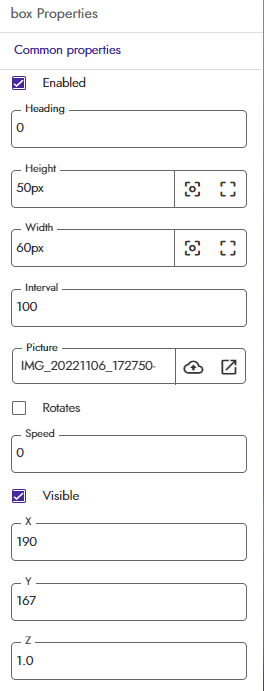 box Properties
Common properties
Enabled
Heading
0
Height
50px
Width
60px
Interval
100
Picture
IMG_20221106_172750-
Rotates
Speed
0
Visible
X
190
Y
167
Z
1.0